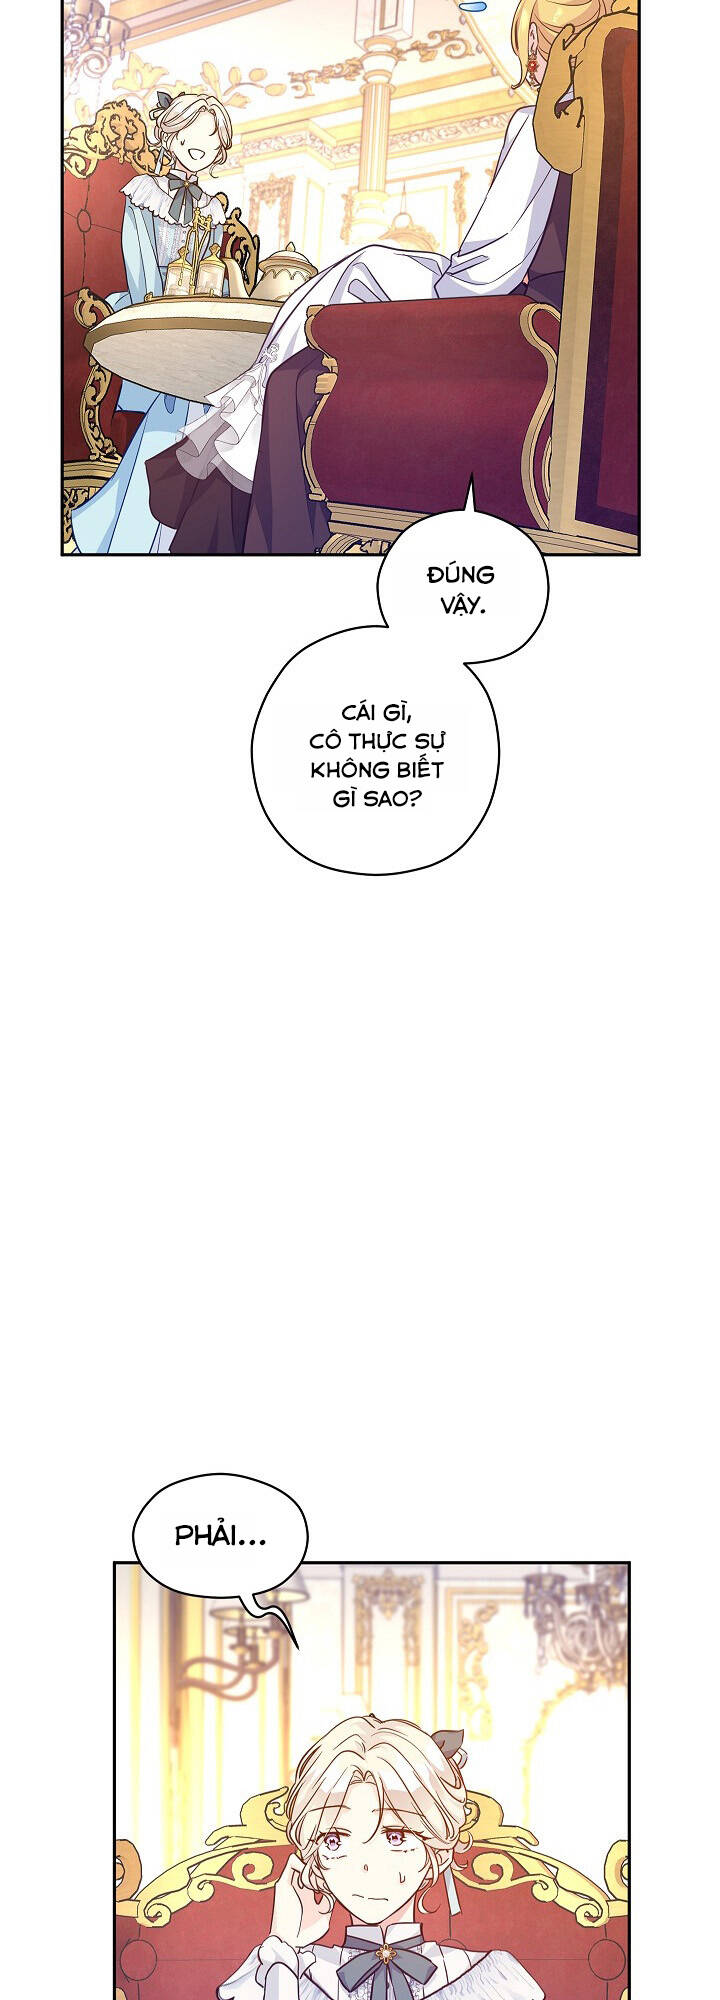 ĐÚNG
VẬY.
CÁI GÌ,
CÔ THỰC SỰ
KHÔNG BIẾT
GÌ SAO?
PHẢI...